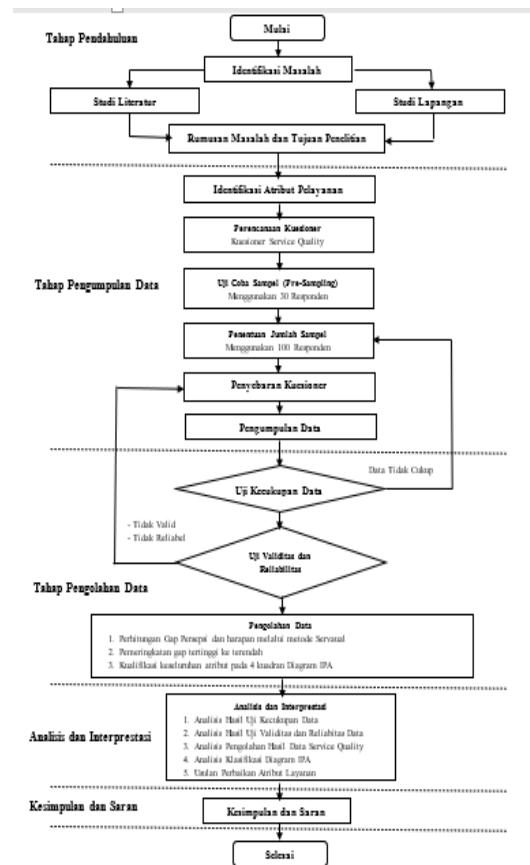 Mulai
Tahap Pendahuluan
Identifikasi Masalah
Studi Literatur
Studi Lapangan
Rumusan Masalah dan Tujuan Penelitian
Identifikasi Atribut Pelayanan
Perencanaan Kuesioner
Kuesioner Service Quality
Tahap Pengumpulan Data
Uji Coba Sampel (Pre-Sampling)
Menggunakan 30 Responden
Penentuan Jumlah Sampel
Menggunakan 100 Responden
Penyebaran Kuesioner
Pengumpulan Data
Data Tidak Cukup
Uji Kecukupan Data
- Tidak Valid
- Tidak Reliabel
Uji Validitas dan
Reliabilitas
Tahap Pengolahan Data
Pengolahan Data
1. Perhitungan Gap Persepsi dan harapan melalui metode Servqual
2. Pemeringkatan gap tertinggi ke terendah
3. Kualifikasi keseluruhan atribut pada 4 kuadran Diagram IPA
Analisis dan Interprestasi
Analisis dan Interprestasi
1. Analisis Hasil Uji Kecukupan Data
2. Analisis Hasil Uji Validitas dan Reliabitas Data
3. Analisis Pengolahan Hasil Data Service Quality
4. Analisis Klasifikasi Diagram IPA
5. Usulan Perbaikan Atribut Layanan
Kesimpulan dan Saran
Kesimpulan dan Saran
Selesai